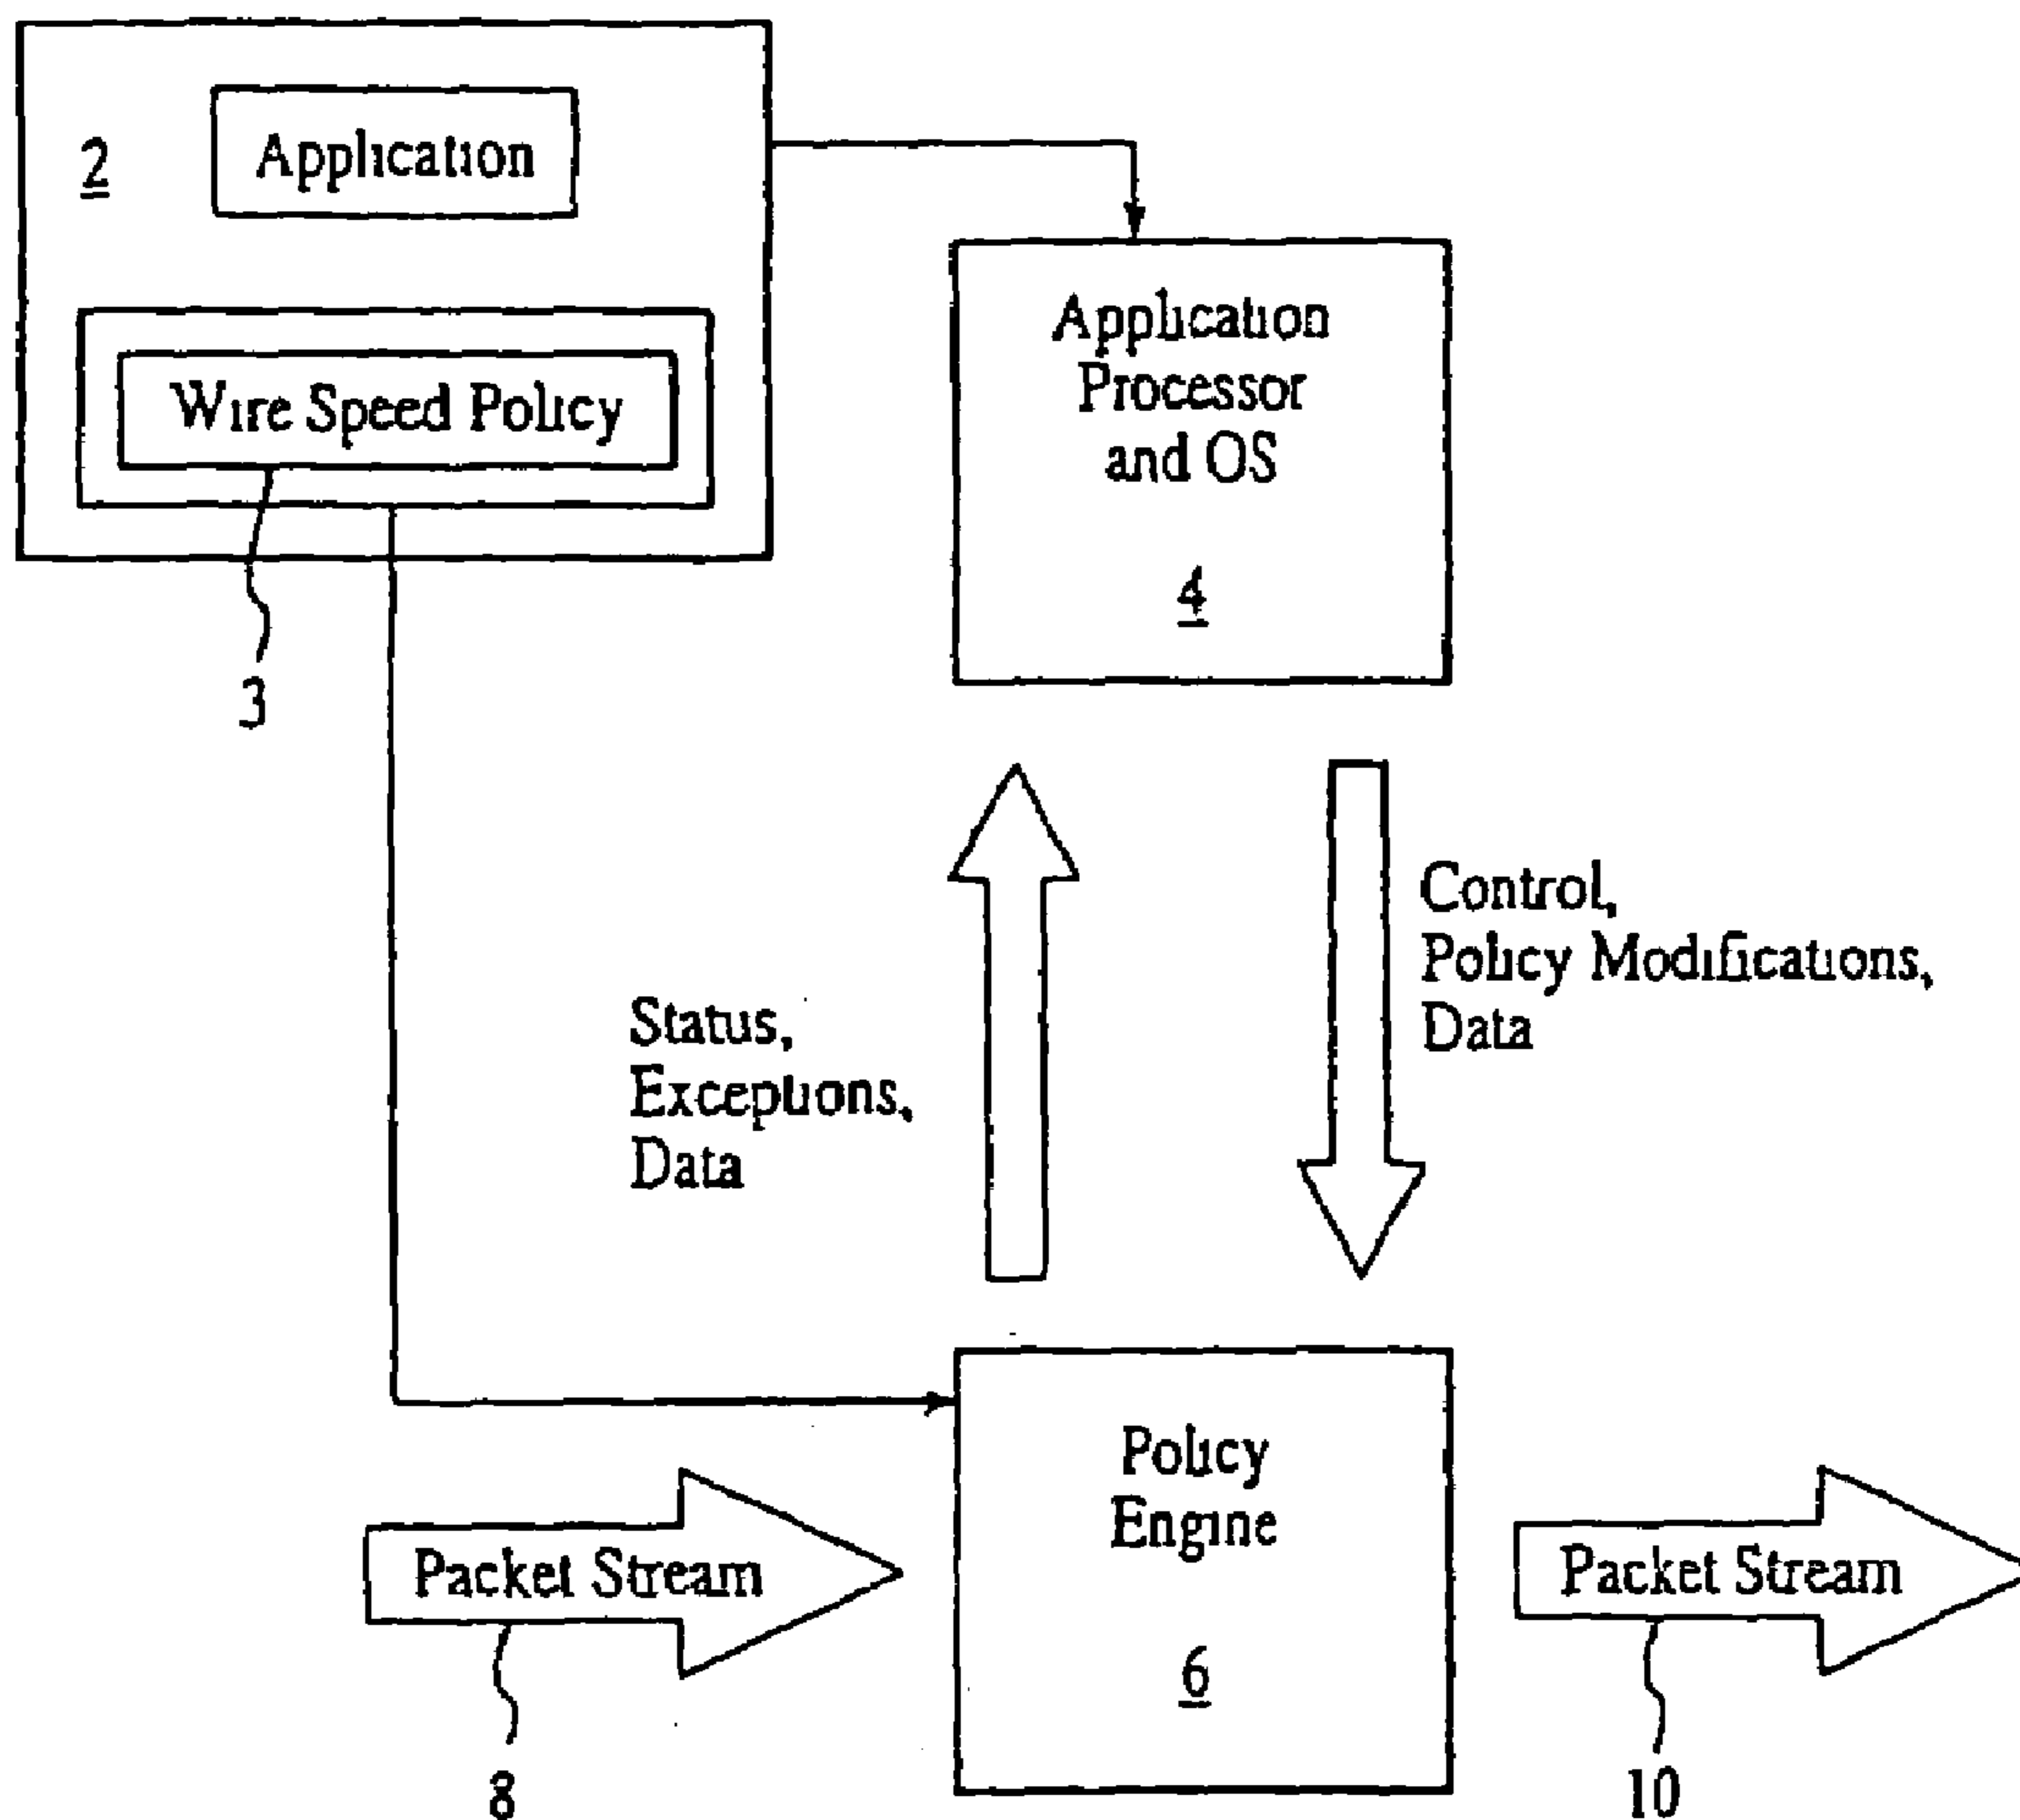 2
Application
Wire Speed Policy
3
Application
Processor
and OS
4
Status,
Exceptions,
Data
Control,
Policy Modifications,
Data
Policy
Engine
6
Packet Stream
8
Packet Stream
10